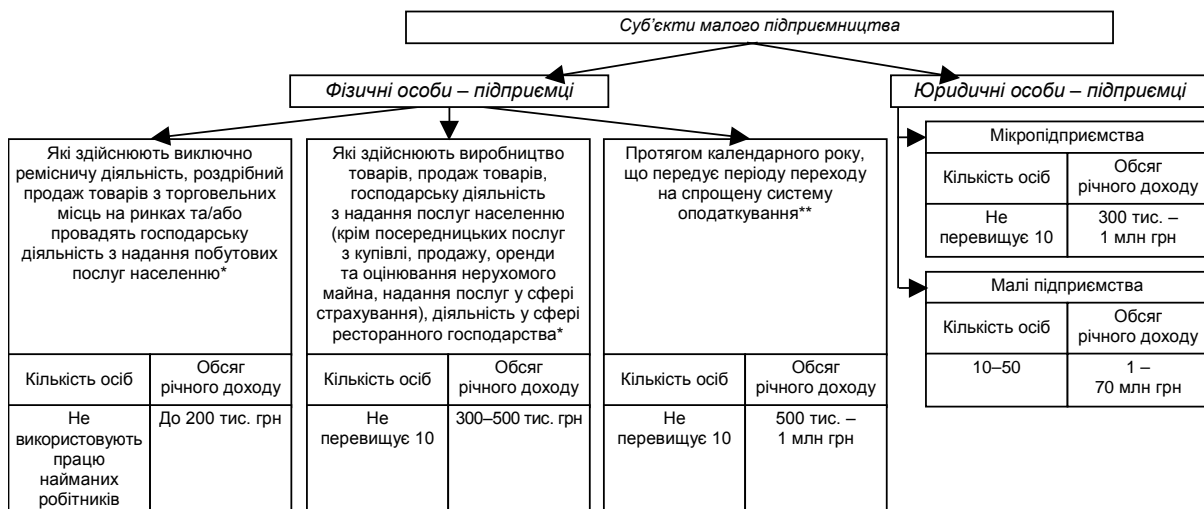 Суб'єкти малого підприємництва
Фізичні особи – підприємці
Юридичні особи – підприємці
Які здійснюють виключно
ремісничу діяльність, роздрібний
продаж товарів з торговельних
місць на ринках та/або
провадять господарську
діяльність з надання побутових
послуг населенню*
Кількість осіб
Обсяг
річного доходу
Не
використовують
працю
найманих
робітників
До 200 тис. грн
Які здійснюють виробництво
товарів, продаж товарів,
господарську діяльність
з надання послуг населенню
(крім посередницьких послуг
з купівлі, продажу, оренди
та оцінювання нерухомого
майна, надання послуг у сфері
страхування), діяльність у сфері
ресторанного господарства*
Кількість осіб
Обсяг
річного доходу
Не
перевищує 10
300–500 тис. грн
Протягом календарного року,
що передує періоду переходу
на спрощену систему
оподаткування**
Кількість осіб
Обсяг
річного доходу
Не
перевищує 10
500 тис. –
1 млн грн
Мікропідприємства
Кількість осіб
Обсяг
річного доходу
Не
перевищує 10
300 тис. –
1 млн грн
Малі підприємства
Кількість осіб
Обсяг
річного доходу
10–50
1 –
70 млн грн